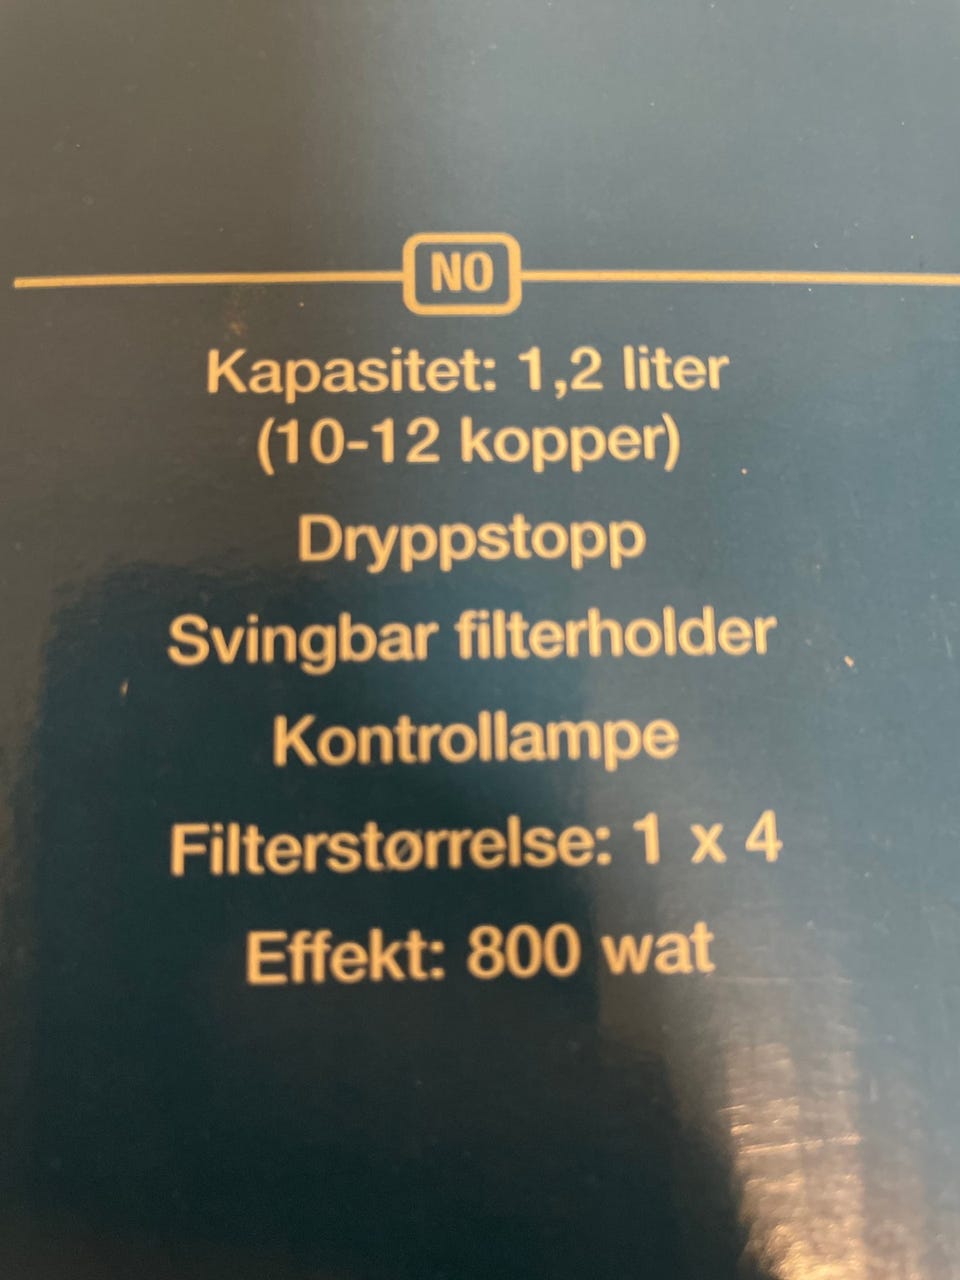 NO
Kapasitet: 1,2 liter
(10-12 kopper)
Dryppstopp
Svingbar filterholder
Kontrollampe
Filterstørrelse: 1 x 4
Effekt: 800 wat